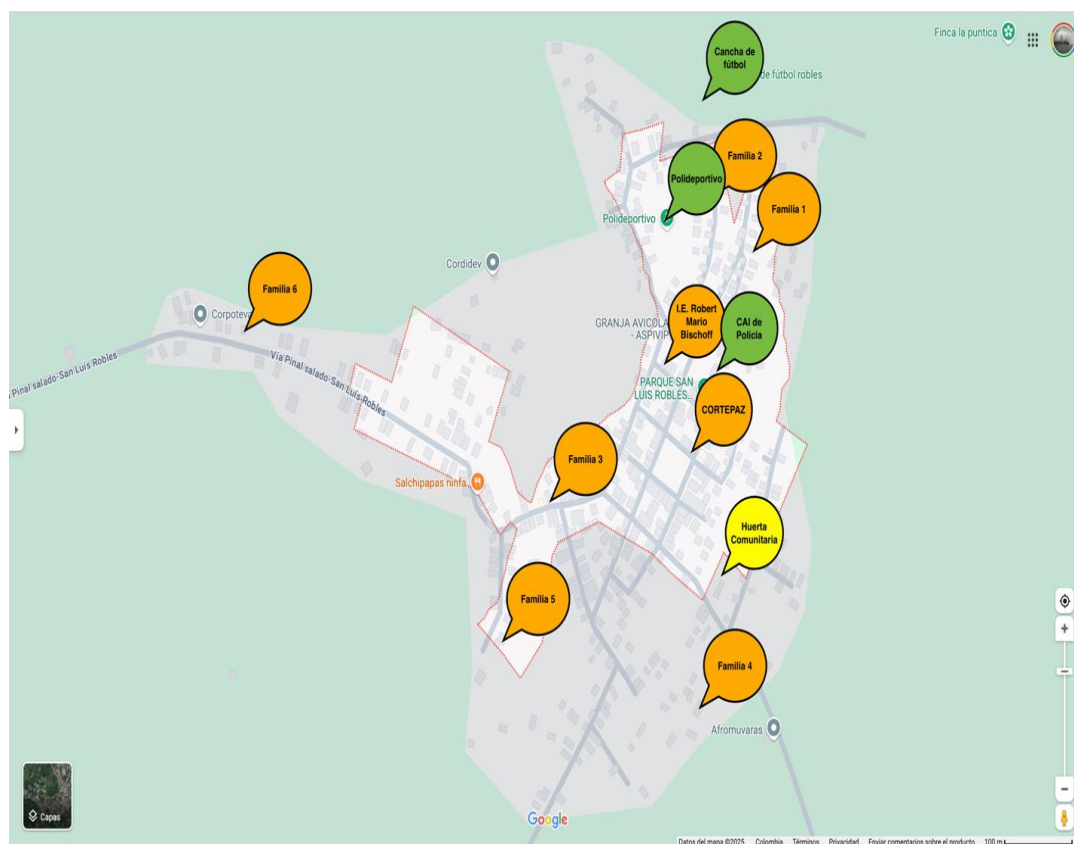 Finca la puntica
Cancha de
fútbol
de fútbol robles
Familia 2
Polideportivo
Familia 1
Polideportivo
Cordidev
Familia 6
Corpoteva
GRANJA AVICOLA
- ASPIVIP
I.E. Robert
Mario
Bischoff
CAI de
Policia
Pinal salado-San Luis Robles
Vía Pinal salado-San Luis Robles
PARQUE SAN
LUIS ROBLES...
CORTEPAZ
Familia 3
Salchipapas ninfa
Huerta
Comunitaria
Familia 5
Familia 4
Afromuvaras
Capas
Google
Datos del mapa ©2025 Colombia Términos Privacidad Enviar comentarios sobre el producto 100 m